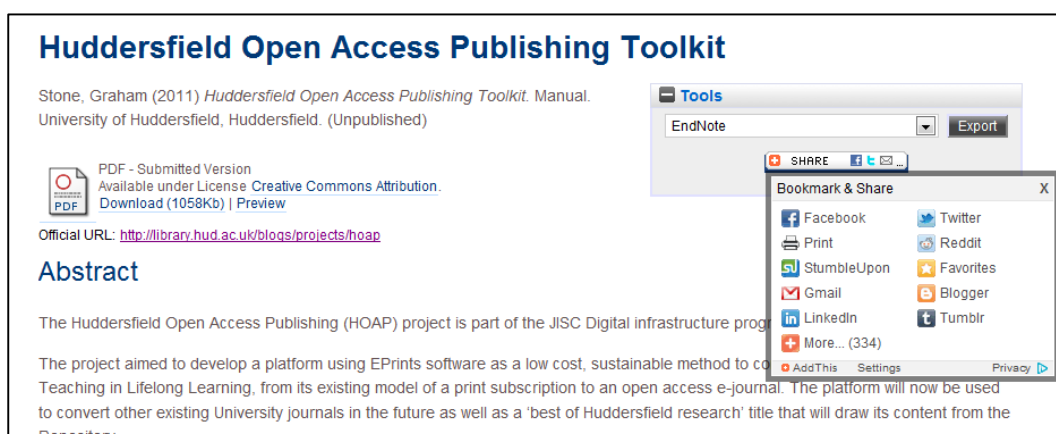 Huddersfield Open Access Publishing Toolkit
Stone, Graham (2011) Huddersfield Open Access Publishing Toolkit. Manual.
University of Huddersfield, Huddersfield. (Unpublished)
PDF
PDF - Submitted Version
Available under License Creative Commons Attribution.
Download (1058Kb) | Preview
Official URL: http://library.hud.ac.uk/blogs/projects/hoap
Tools
EndNote
Export
SHARE ...
Bookmark & Share X
Facebook Twitter
Print Reddit
StumbleUpon Favorites
Gmail Blogger
LinkedIn Tumblr
More... (334)
AddThis Settings Privacy
Abstract
The Huddersfield Open Access Publishing (HOAP) project is part of the JISC Digital infrastructure
The project aimed to develop a platform using EPrints software as a low cost, sustainable method to
Teaching in Lifelong Learning, from its existing model of a print subscription to an open access e-journal. The platform will now be used
to convert other existing University journals in the future as well as a 'best of Huddersfield research' title that will draw its content from the